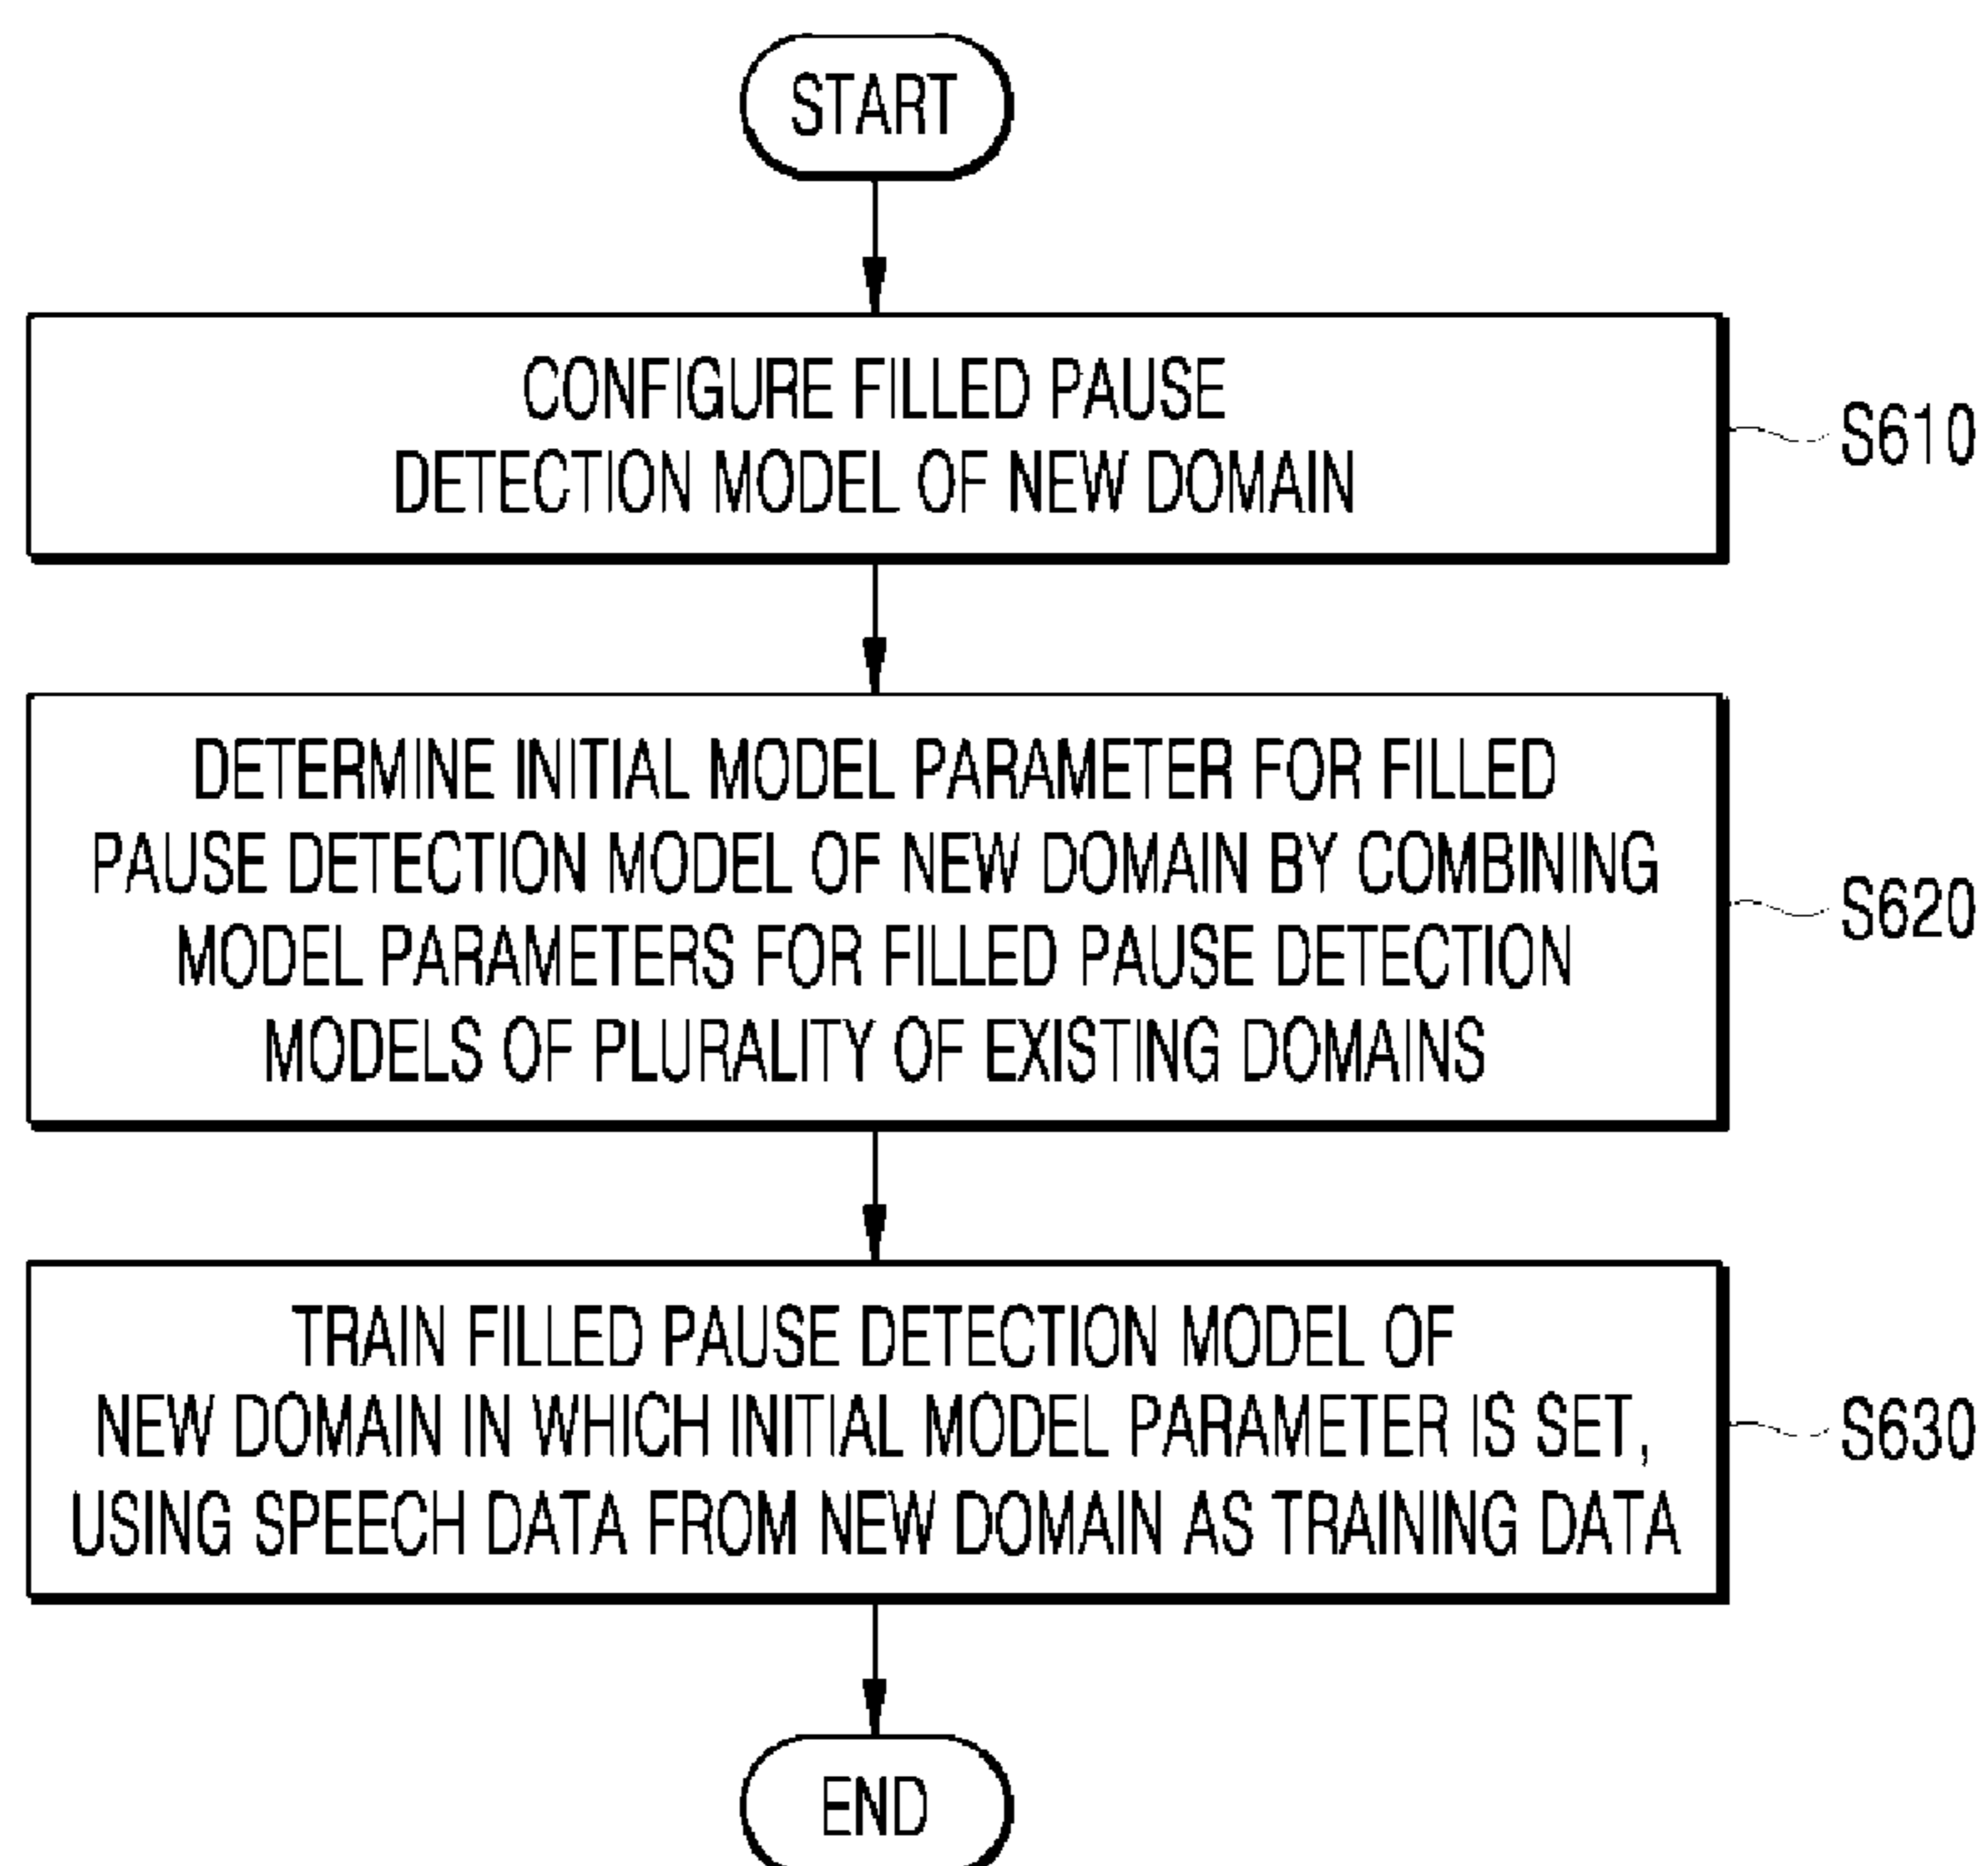 START
CONFIGURE FILLED PAUSE
DETECTION MODEL OF NEW DOMAIN
S610
DETERMINE INITIAL MODEL PARAMETER FOR FILLED
PAUSE DETECTION MODEL OF NEW DOMAIN BY COMBINING
MODEL PARAMETERS FOR FILLED PAUSE DETECTION
MODELS OF PLURALITY OF EXISTING DOMAINS
S620
TRAIN FILLED PAUSE DETECTION MODEL OF
NEW DOMAIN IN WHICH INITIAL MODEL PARAMETER IS SET,
USING SPEECH DATA FROM NEW DOMAIN AS TRAINING DATA
S630
END